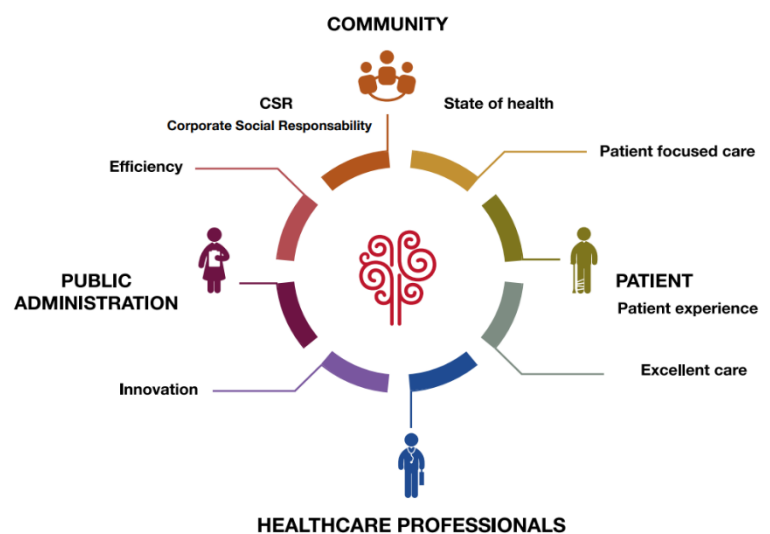 COMMUNITY
CSR
Corporate Social Responsability
State of health
Efficiency
Patient focused care
PUBLIC
ADMINISTRATION
PATIENT
Patient experience
Innovation
Excellent care
HEALTHCARE PROFESSIONALS